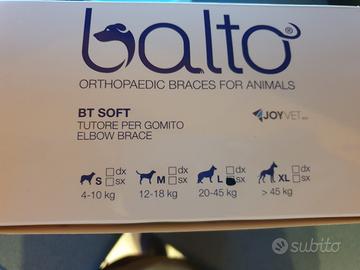 balto®
ORTHOPAEDIC BRACES FOR ANIMALS
BT SOFT
TUTORE PER GOMITO
ELBOW BRACE
JOYVET
S dx sx
M dx sx
L dx sx
XL dx sx
4-10 kg
12-18 kg
20-45 kg
> 45 kg
subito